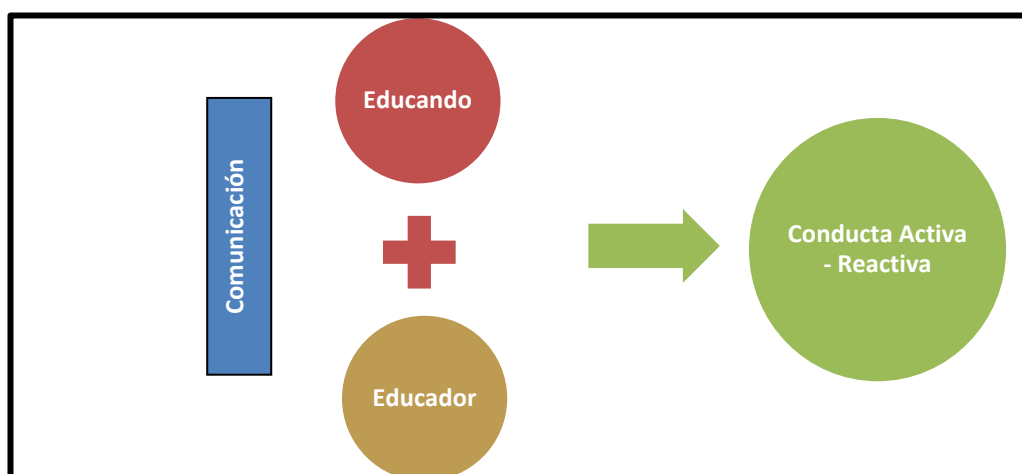 Comunicación
Educando
Educador
Conducta Activa
- Reactiva